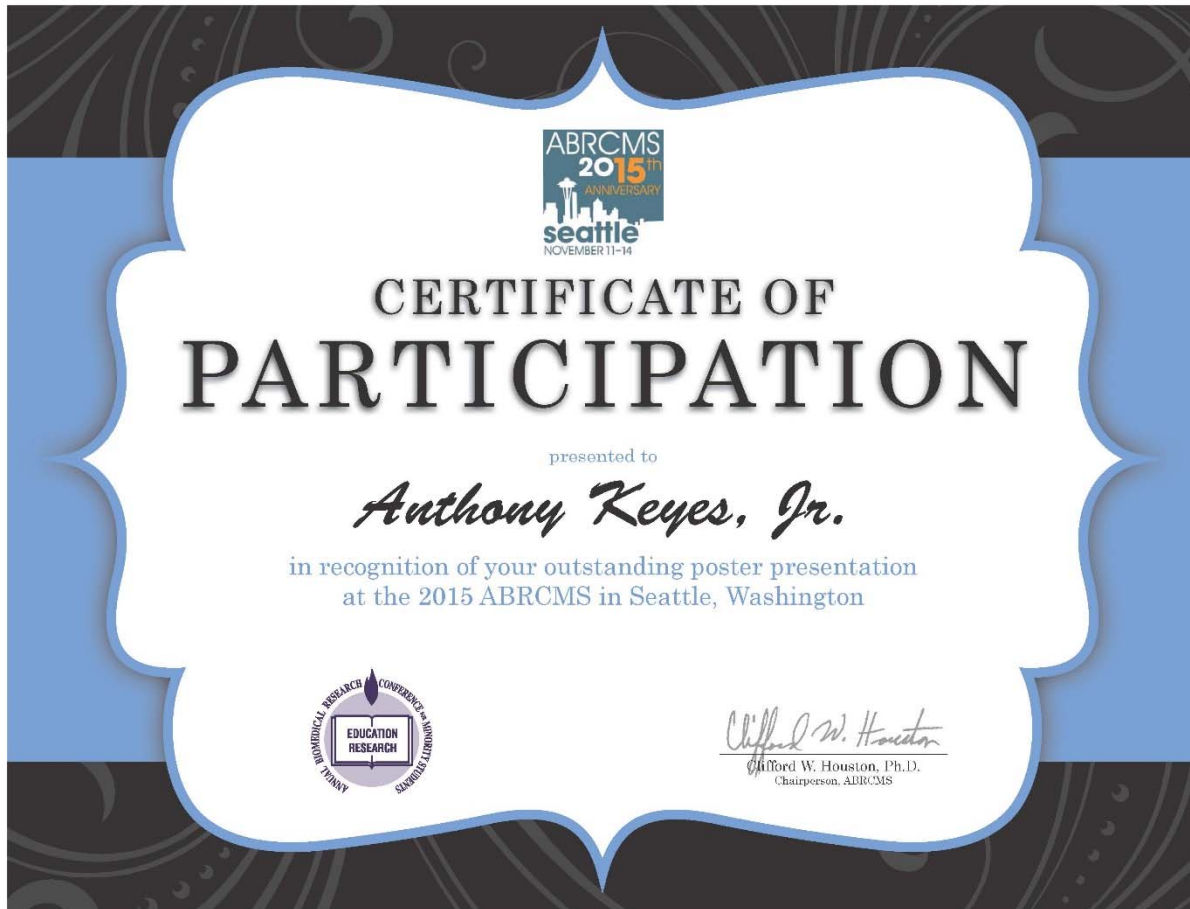 ABRCMS
2015th
ANNIVERSARY
seattle
NOVEMBER 11-14
CERTIFICATE OF
PARTICIPATION
presented to
Anthony Keyes, Jr.
in recognition of your outstanding poster presentation
at the 2015 ABRCMS in Seattle, Washington
ANNUAL BIOMEDICAL RESEARCH CONFERENCE FOR MINORITY STUDENTS
EDUCATION
RESEARCH
Clifford W. Houston
Clifford W. Houston, Ph.D.
Chairperson, ABRCMS